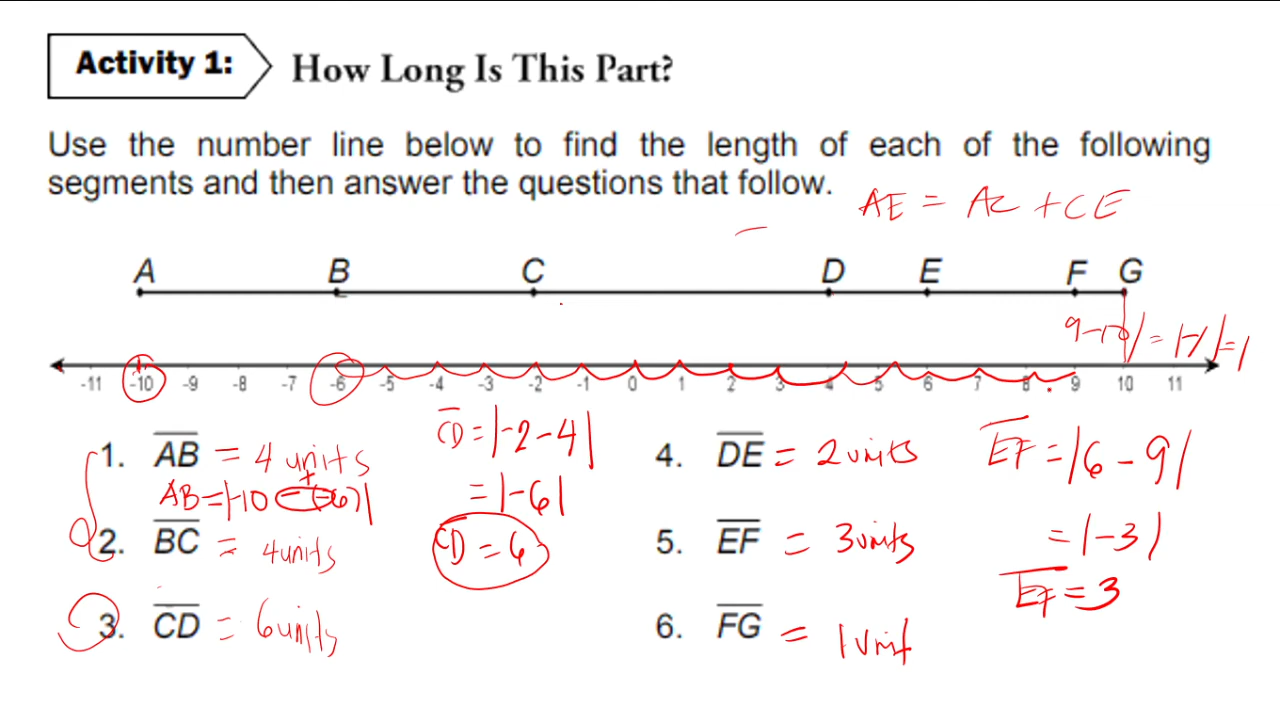 Activity 1: How Long Is This Part?
Use the number line below to find the length of each of the following
segments and then answer the questions that follow.
AE = AC + CE
A B C D E F G
9-10| = |-1| = 1
-11 -10 -9 -8 -7 -6 -5 -4 -3 -2 -1 0 1 2 3 4 5 6 7 8 9 10 11
1. AB = 4 units
AB = |-10 - (-6)|
2. BC = 4 units
3. CD = 6 units
CD = |-2-4|
= |-6|
CD = 6
4. DE = 2 units
5. EF = 3 units
6. FG = 1 unit
EF = |6-9|
= |-3|
EF = 3